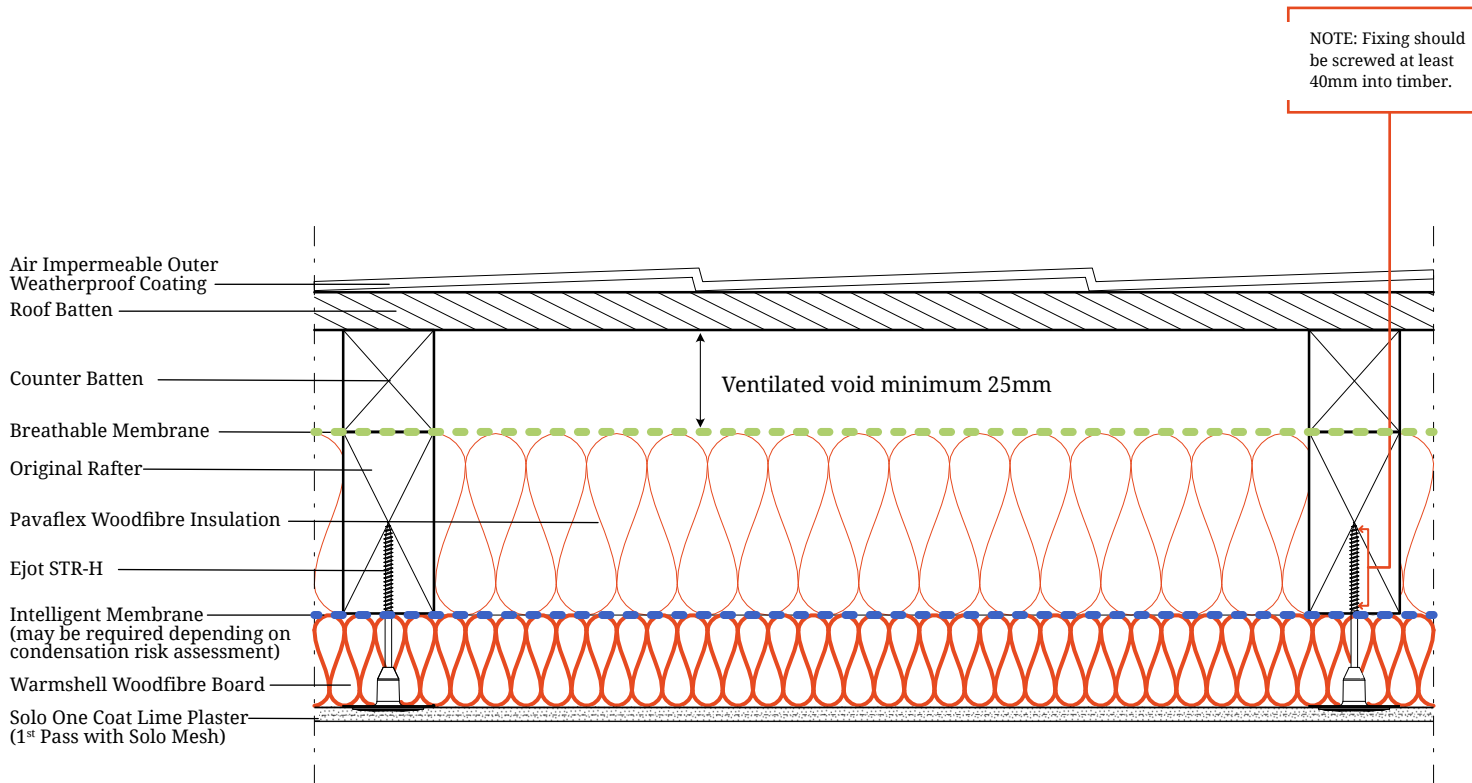 NOTE: Fixing should
be screwed at least
40mm into timber.
Air Impermeable Outer
Weatherproof Coating
Roof Batten
Counter Batten
Ventilated void minimum 25mm
Breathable Membrane
Original Rafter
Pavaflex Woodfibre Insulation
Ejot STR-H
Intelligent Membrane
(may be required depending on
condensation risk assessment)
Warmshell Woodfibre Board
Solo One Coat Lime Plaster
(1st Pass with Solo Mesh)